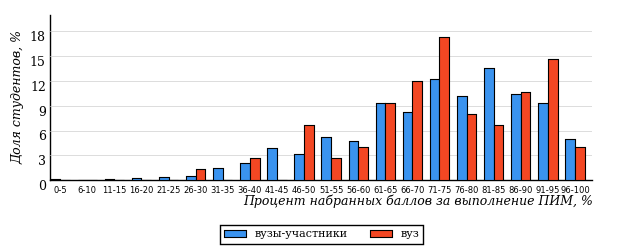 Доля студентов, %
18
15
12
9
6
3
0
0-5 6-10 11-15 16-20 21-25 26-30 31-35 36-40 41-45 46-50 51-55 56-60 61-65 66-70 71-75 76-80 81-85 86-90 91-95 96-100
Процент набранных баллов за выполнение ПИМ, %
вузы-участники вуз